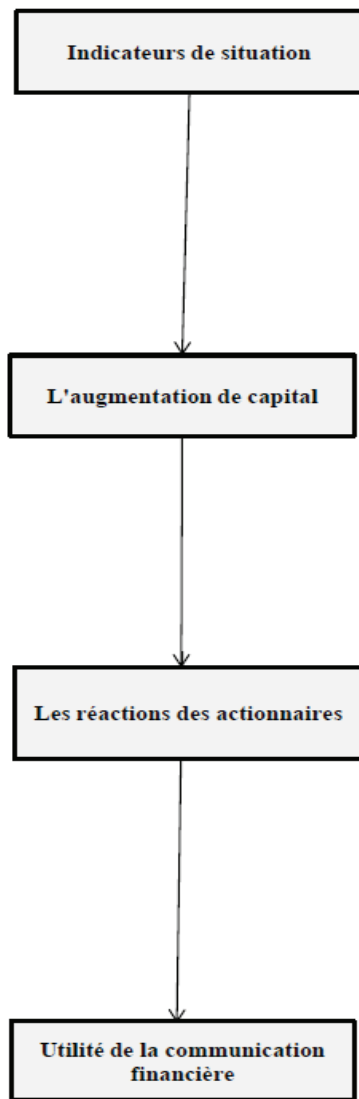 Indicateurs de situation
L'augmentation de capital
Les réactions des actionnaires
Utilité de la communication
financière